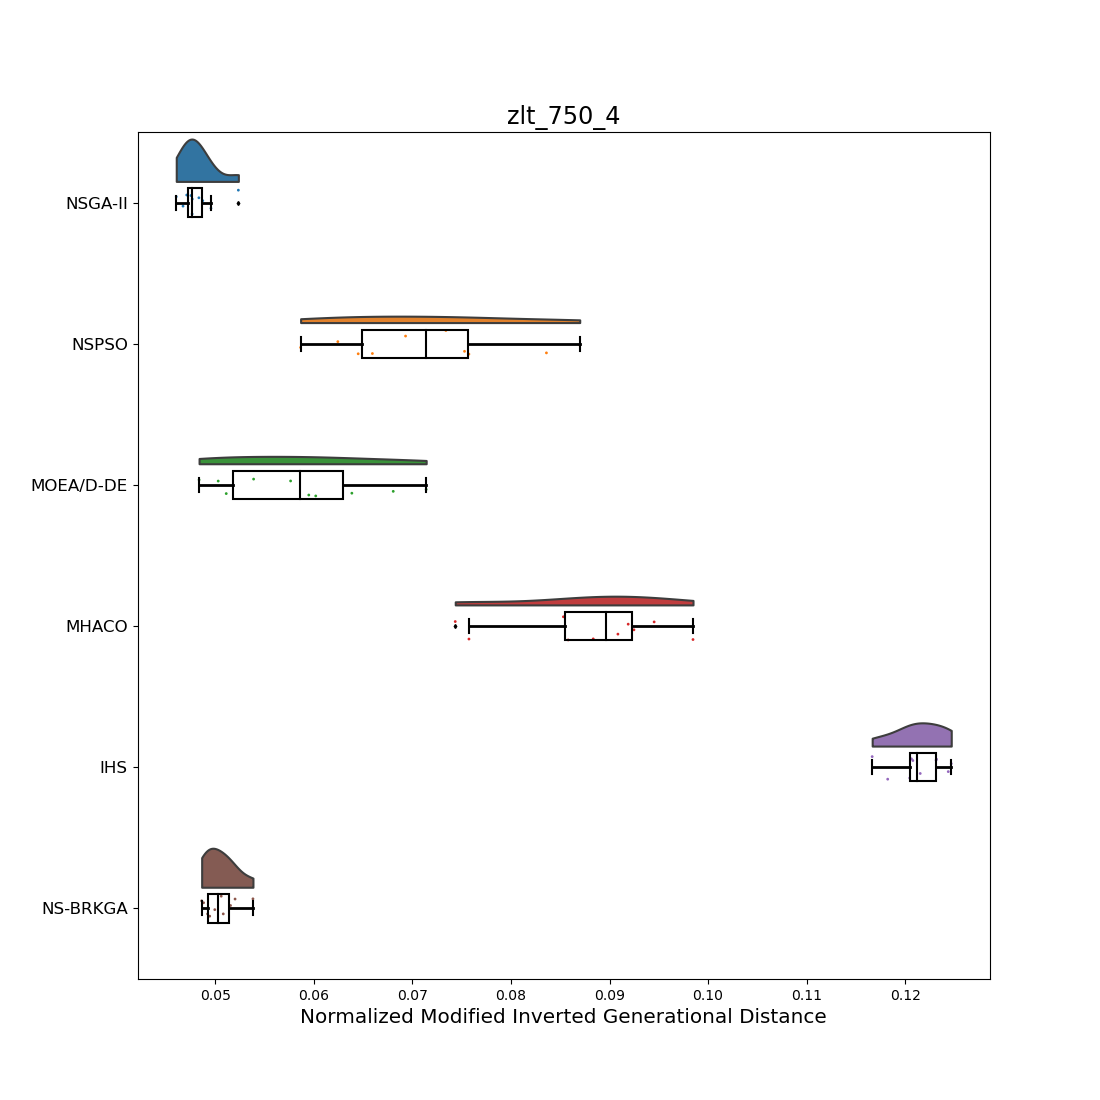 zlt_750_4
NSGA-II
NSPSO
MOEA/D-DE
MHACO
IHS
NS-BRKGA
0.05 0.06 0.07 0.08 0.09 0.10 0.11 0.12
Normalized Modified Inverted Generational Distance